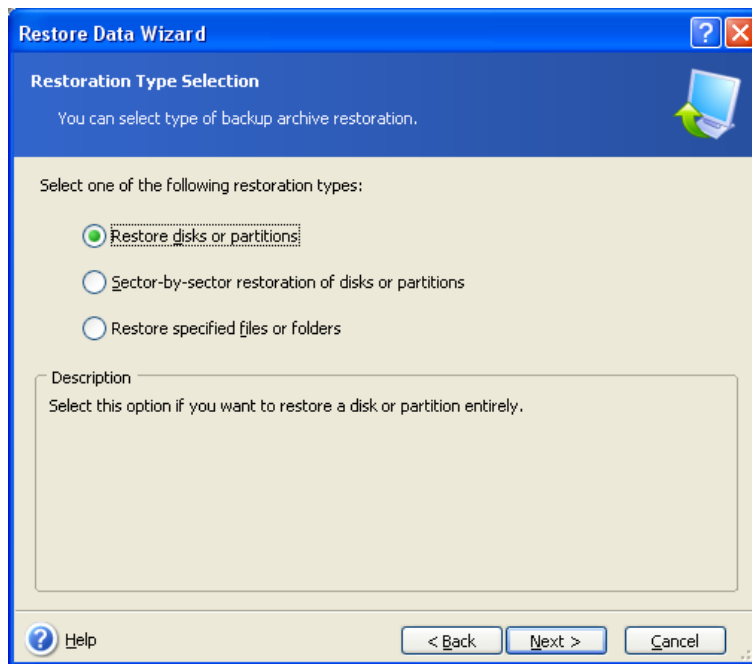 Restore Data Wizard
Restoration Type Selection
You can select type of backup archive restoration.
Select one of the following restoration types:
Restore disks or partitions
Sector-by-sector restoration of disks or partitions
Restore specified files or folders
Description
Select this option if you want to restore a disk or partition entirely.
Help
< Back
Next >
Cancel